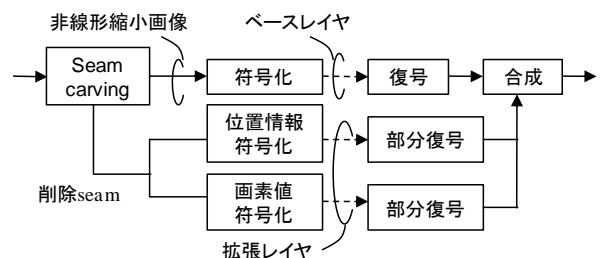 非線形縮小画像
ベースレイヤ
Seam
carving
符号化
復号
合成
位置情報
符号化
部分復号
削除seam
画素値
符号化
部分復号
拡張レイヤ